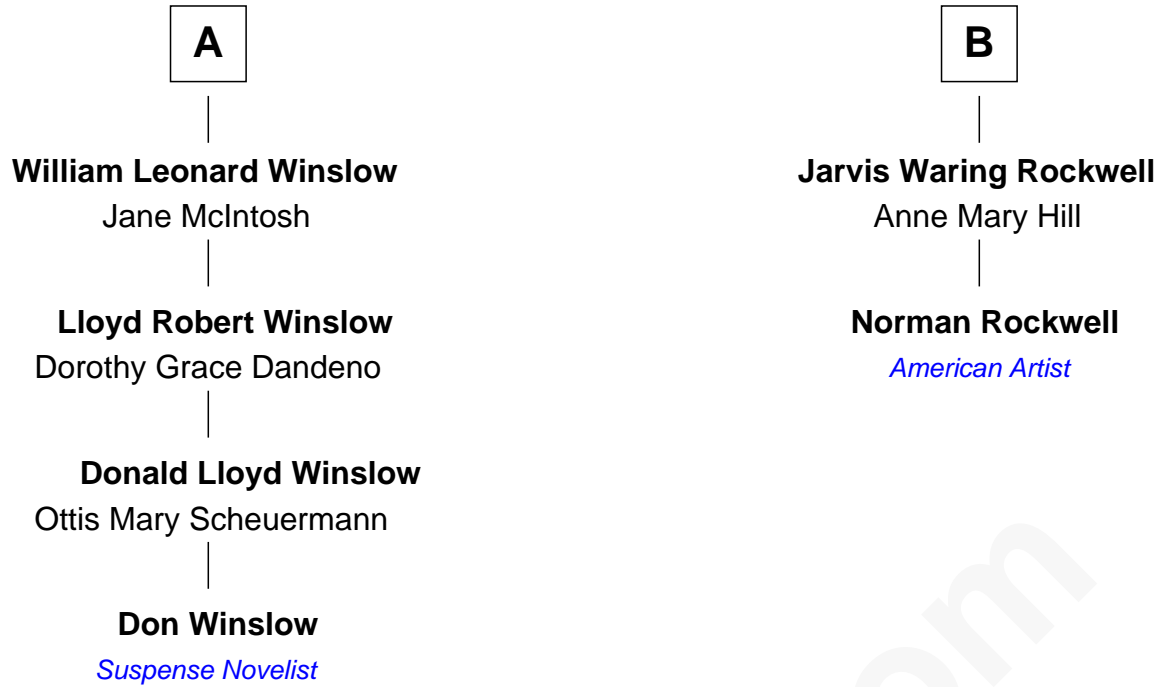 A
William Leonard Winslow
Jane McIntosh
Lloyd Robert Winslow
Dorothy Grace Dandeno
Donald Lloyd Winslow
Ottis Mary Scheuermann
Don Winslow
Suspense Novelist
B
Jarvis Waring Rockwell
Anne Mary Hill
Norman Rockwell
American Artist
om